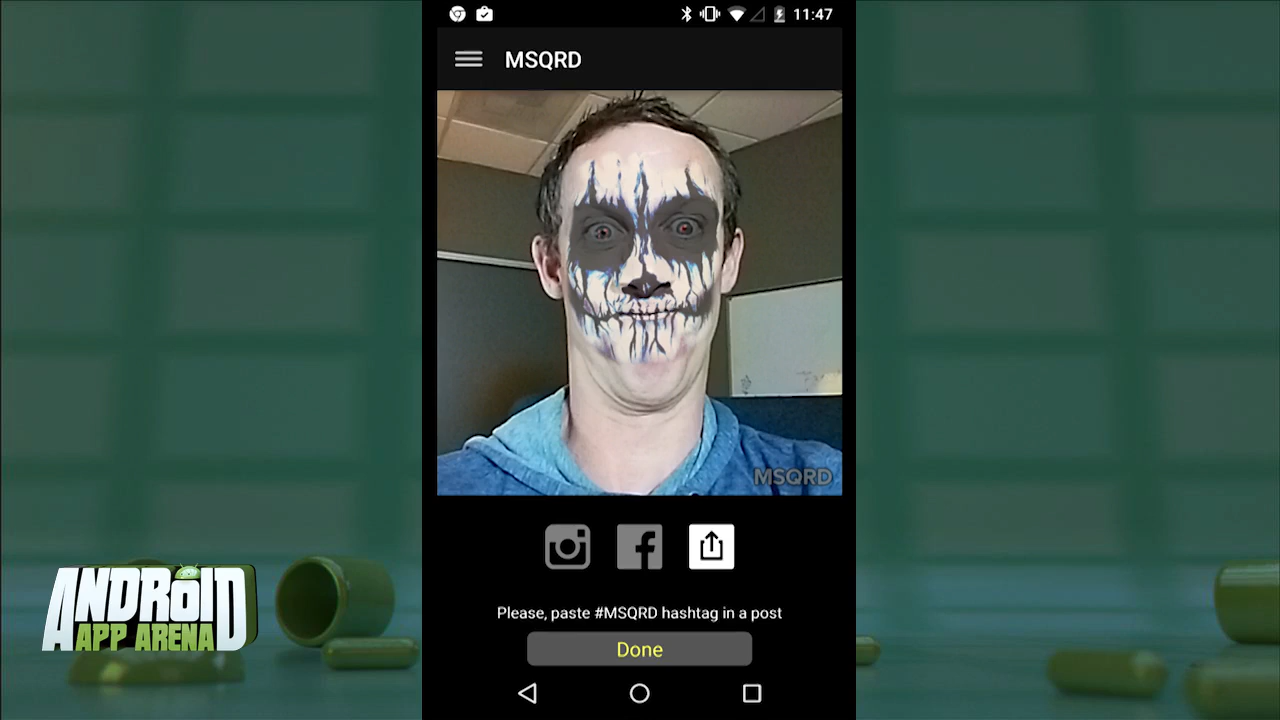 11:47
MSQRD
MSQRD
Please, paste #MSQRD hashtag in a post
Done
ANDROID
APP ARENA